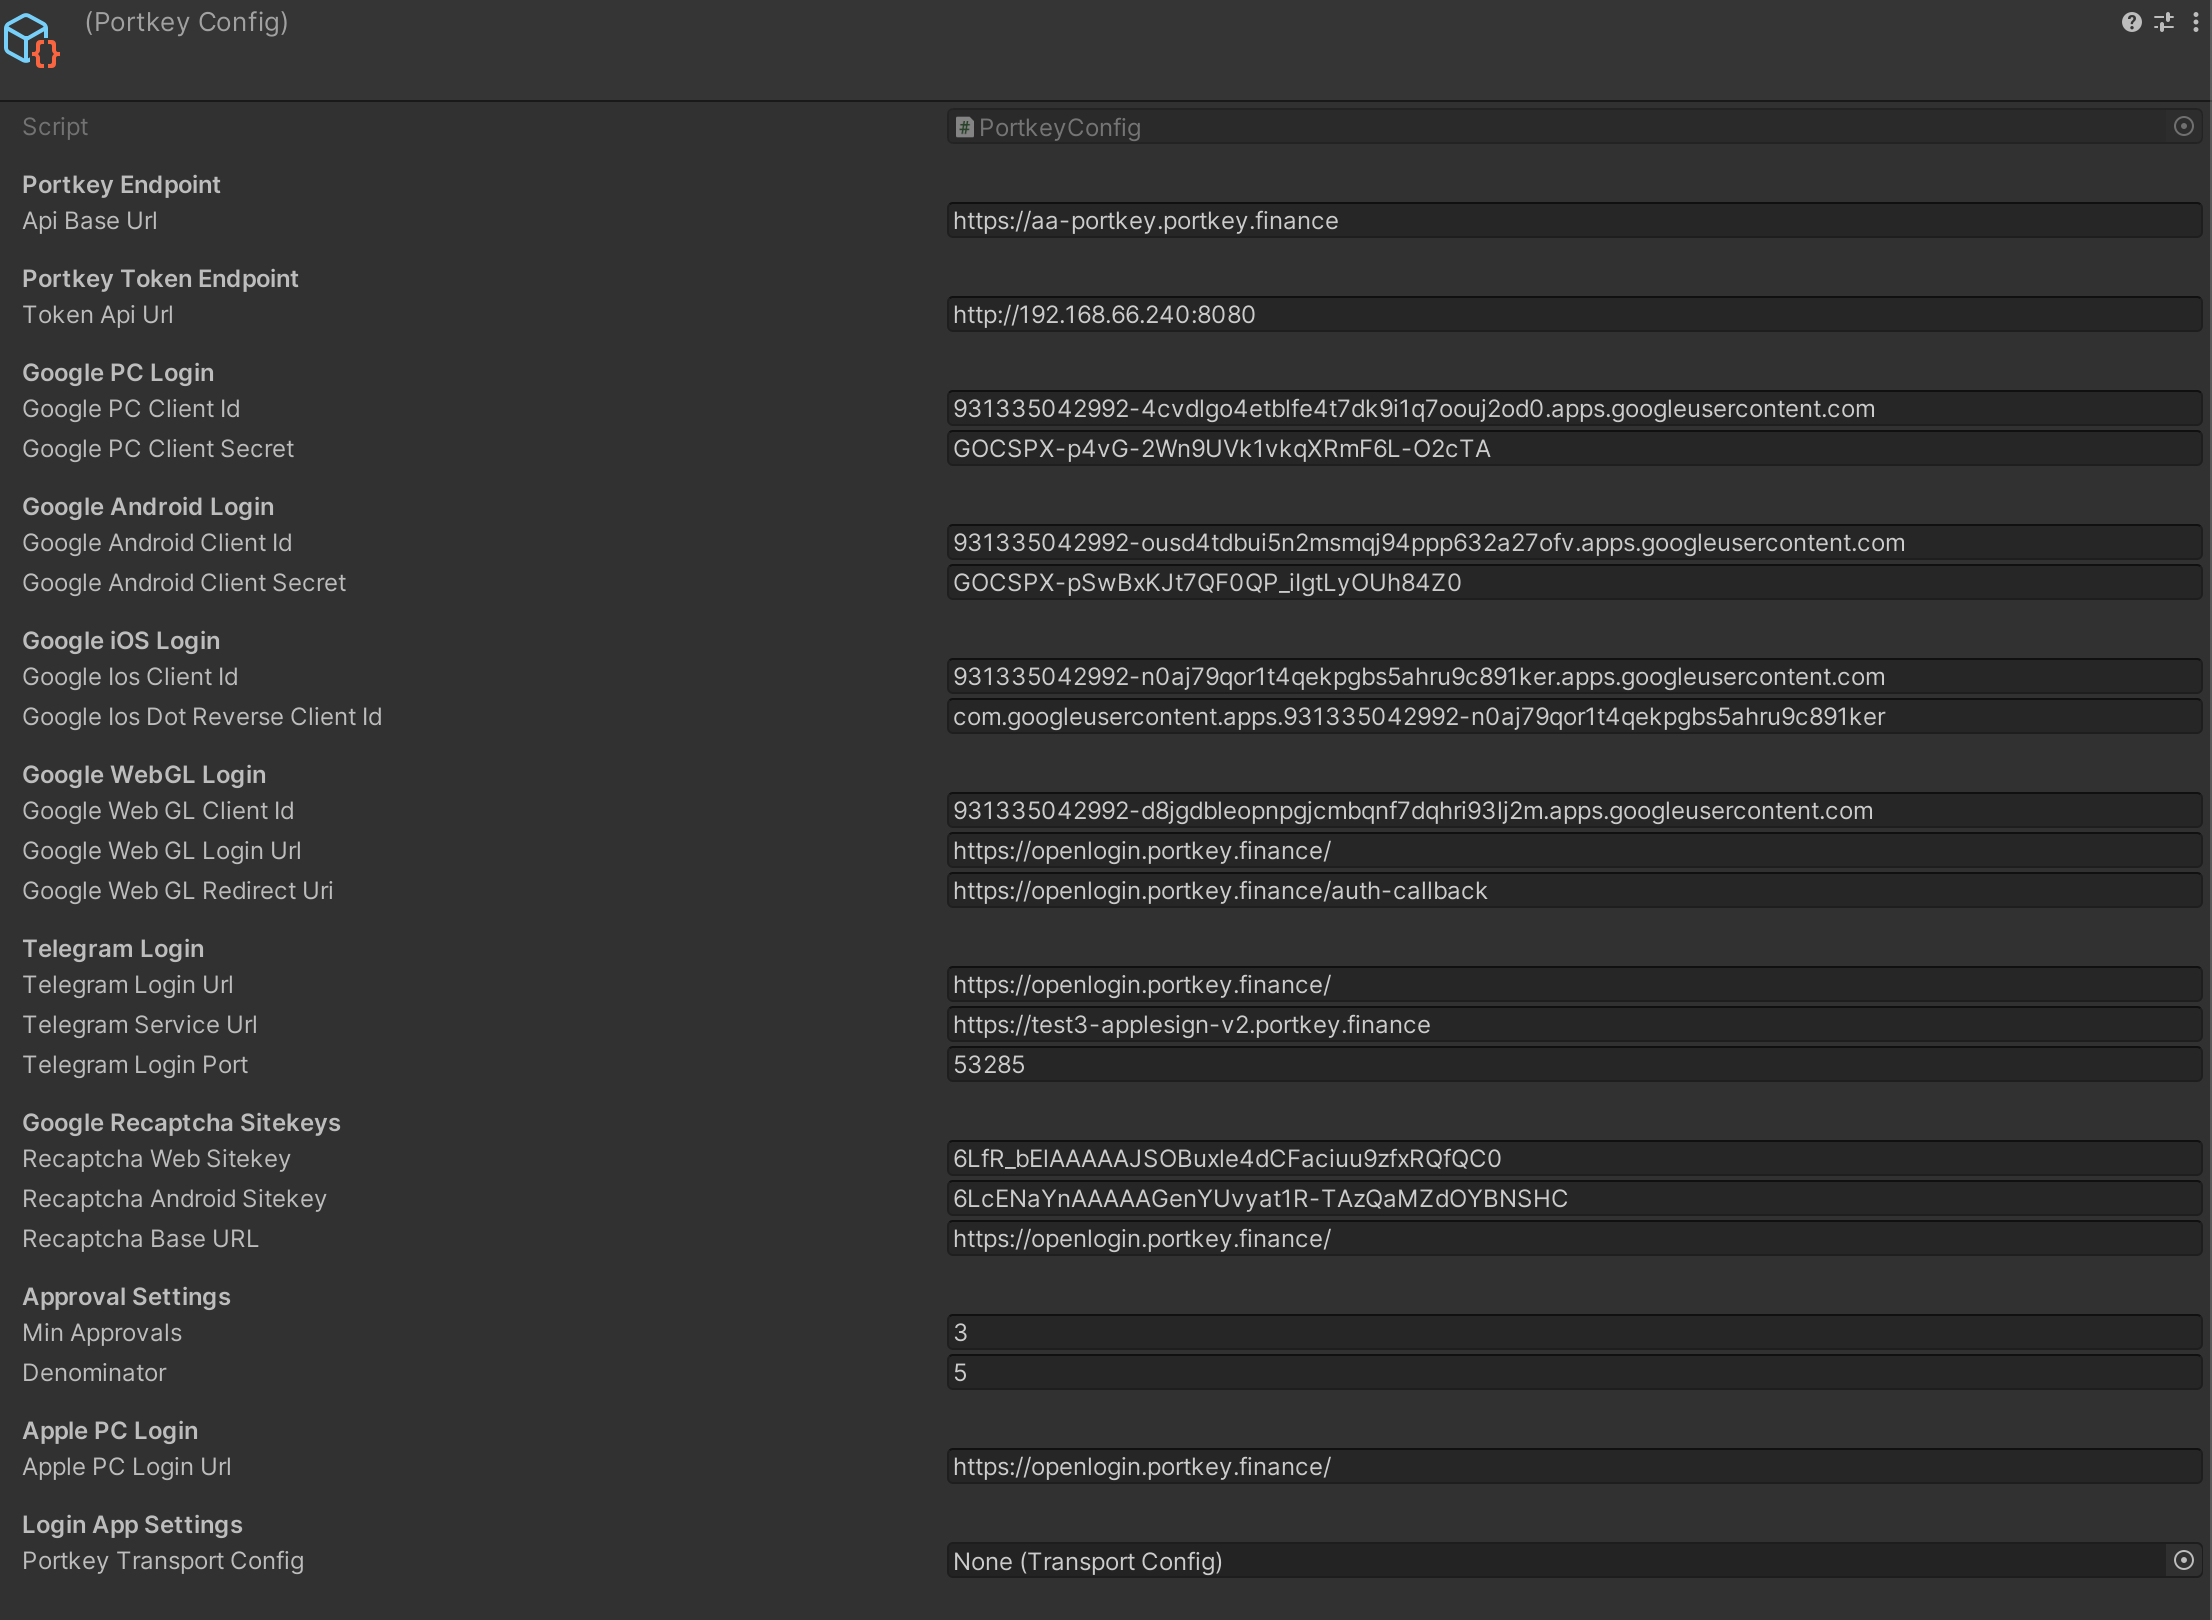 (Portkey Config)
Script
PortkeyConfig
Portkey Endpoint
Api Base Url
https://aa-portkey.portkey.finance
Portkey Token Endpoint
Token Api Url
http://192.168.66.240:8080
Google PC Login
Google PC Client Id
931335042992-4cvdlgo4etblfe4t7dk9i1q7oouj2od0.apps.googleusercontent.com
Google PC Client Secret
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
Google Android Login
Google Android Client Id
931335042992-ousd4tdbui5n2msmqj94ppp632a27ofv.apps.googleusercontent.com
Google Android Client Secret
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
Google iOS Login
Google Ios Client Id
931335042992-n0aj79qor1t4qekpgbs5ahru9c891ker.apps.googleusercontent.com
Google Ios Dot Reverse Client Id
com.googleusercontent.apps.931335042992-n0aj79qor1t4qekpgbs5ahru9c891ker
Google WebGL Login
Google Web GL Client Id
931335042992-d8jgdbleopnpgjcmbqnf7dqhri93lj2m.apps.googleusercontent.com
Google Web GL Login Url
https://openlogin.portkey.finance/
Google Web GL Redirect Uri
https://openlogin.portkey.finance/auth-callback
Telegram Login
Telegram Login Url
https://openlogin.portkey.finance/
Telegram Service Url
https://test3-applesign-v2.portkey.finance
Telegram Login Port
53285
Google Recaptcha Sitekeys
Recaptcha Web Sitekey
6LfR_bElAAAAAJSOBuxle4dCFaciuu9zfxRQfQC0
Recaptcha Android Sitekey
6LcENaYnAAAAAGenYUvyat1R-TAzQaMZdOYBNSHC
Recaptcha Base URL
https://openlogin.portkey.finance/
Approval Settings
Min Approvals
3
Denominator
5
Apple PC Login
Apple PC Login Url
https://openlogin.portkey.finance/
Login App Settings
Portkey Transport Config
None (Transport Config)